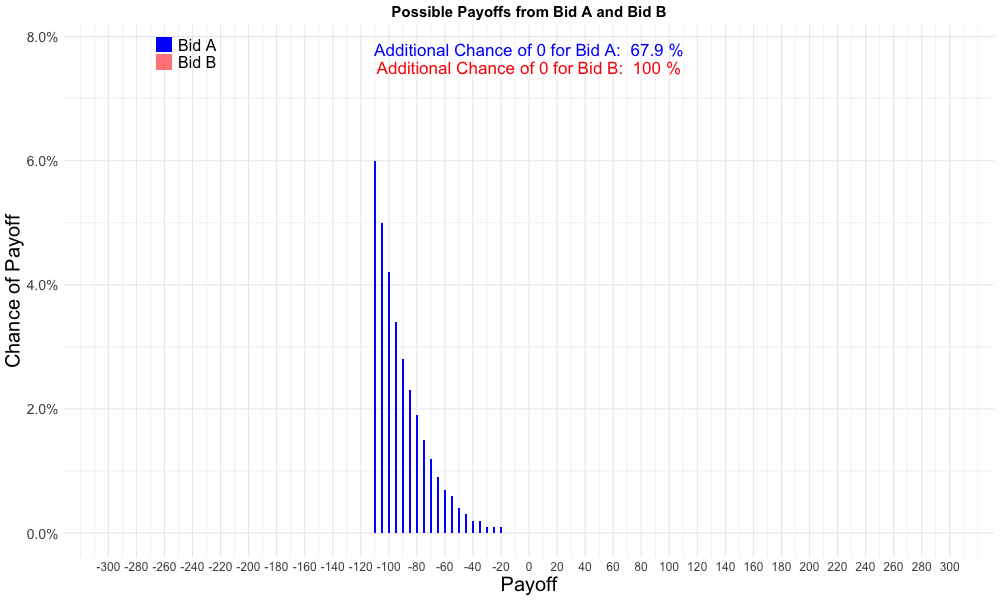 Possible Payoffs from Bid A and Bid B
8.0%
Bid A
Bid B
Additional Chance of 0 for Bid A:  67.9 %
Additional Chance of 0 for Bid B:  100 %
6.0%
4.0%
2.0%
0.0%
Chance of Payoff
-300 -280 -260 -240 -220 -200 -180 -160 -140 -120 -100 -80 -60 -40 -20 0 20 40 60 80 100 120 140 160 180 200 220 240 260 280 300
Payoff